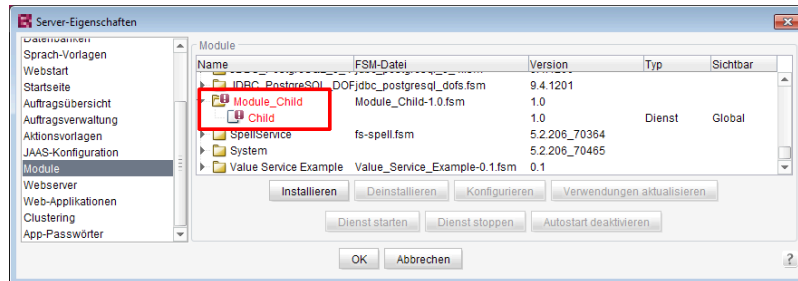 Server-Eigenschaften
Datenbanken
Sprach-Vorlagen
Webstart
Startseite
Auftragsübersicht
Auftragsverwaltung
Aktionsvorlagen
JAAS-Konfiguration
Module
Webserver
Web-Applikationen
Clustering
App-Passwörter
Module
Name FSM-Datei Version Typ Sichtbar
JDBC_PostgreSQL_DOF jdbc_postgresql_dofs.fsm 9.4.1201
Module_Child Module_Child-1.0.fsm 1.0
Child 1.0 Dienst Global
SpellService fs-spell.fsm 5.2.206_70364
System 5.2.206_70465
Value Service Example Value_Service_Example-0.1.fsm 0.1
Installieren Deinstallieren Konfigurieren Verwendungen aktualisieren
Dienst starten Dienst stoppen Autostart deaktivieren
OK Abbrechen ?